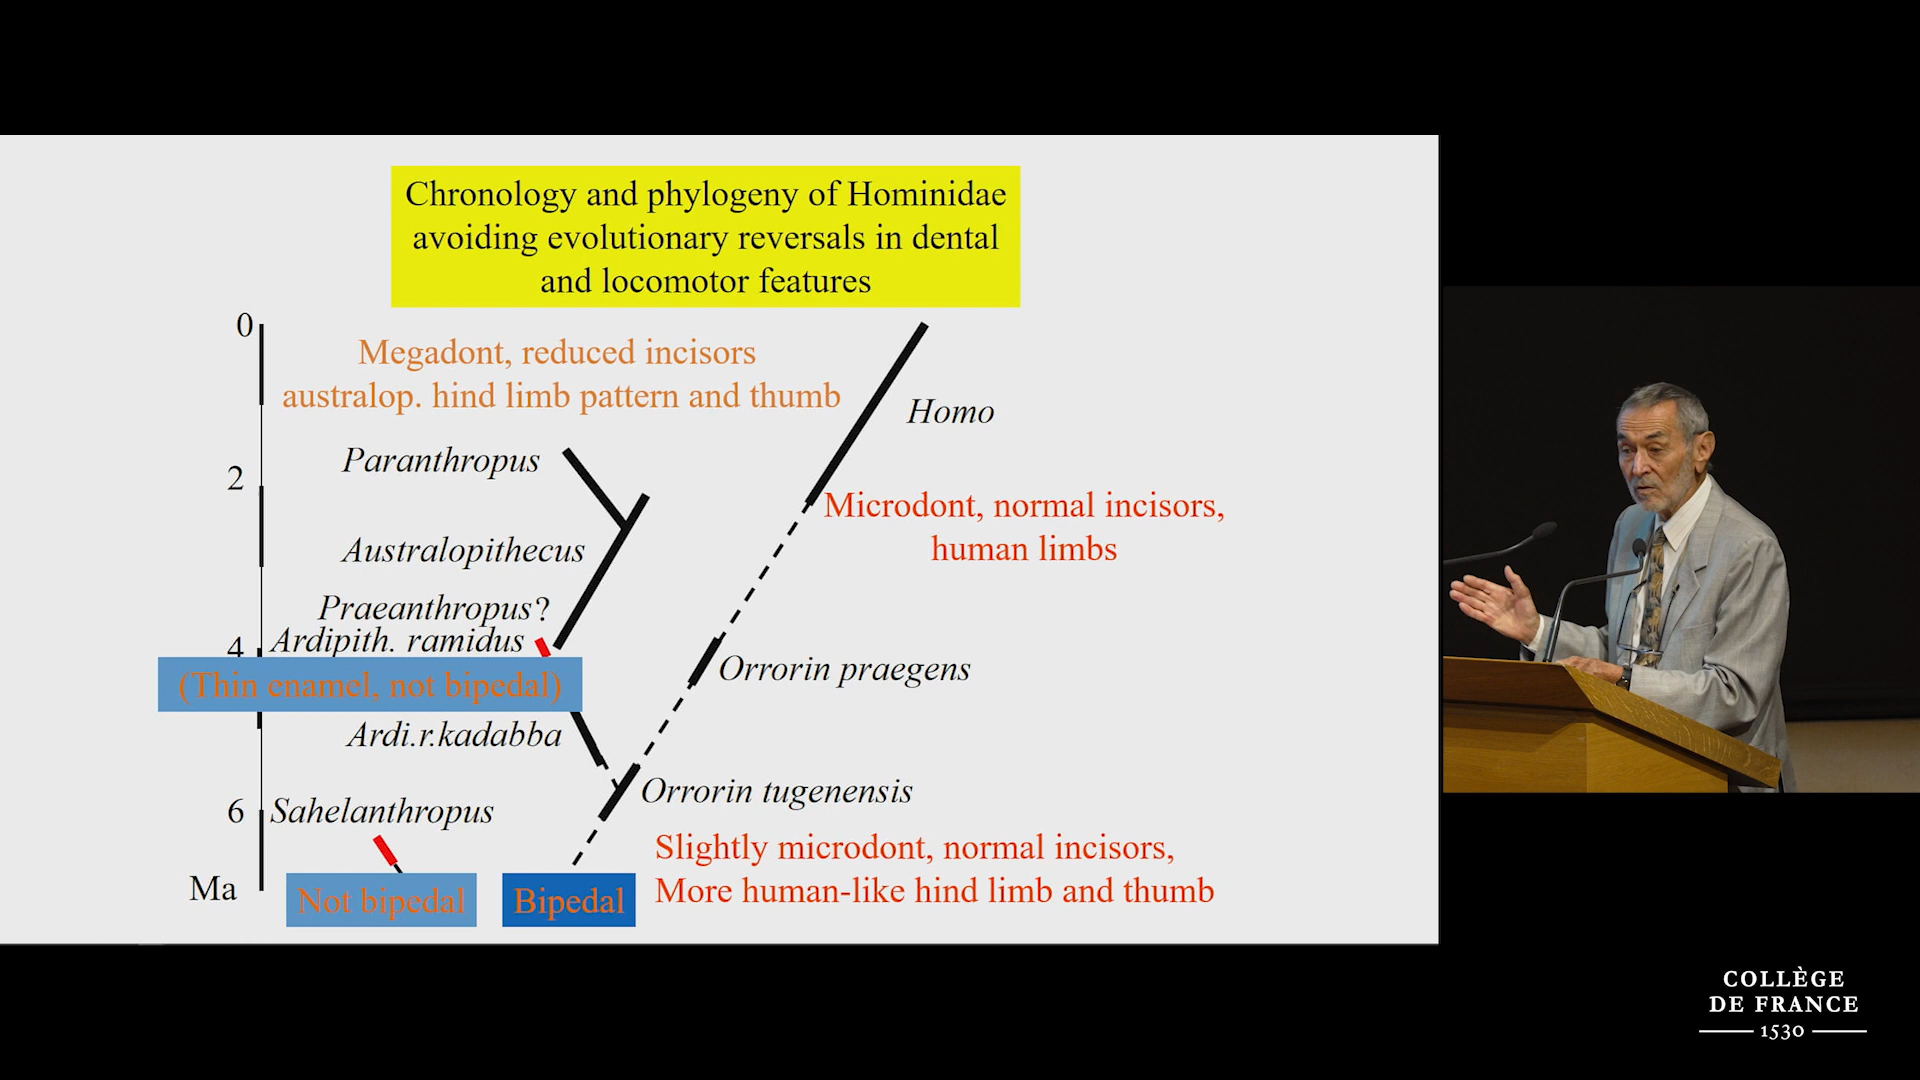 Chronology and phylogeny of Hominidae
avoiding evolutionary reversals in dental
and locomotor features
0
Megadont, reduced incisors
australop. hind limb pattern and thumb
Homo
Paranthropus
2
Microdont, normal incisors,
human limbs
Australopithecus
Praeanthropus?
4
Ardipith. ramidus
Orrorin praegens
(Thin enamel, not bipedal)
Ardi.r.kadabba
Orrorin tugenensis
6
Sahelanthropus
Slightly microdont, normal incisors,
More human-like hind limb and thumb
Ma
Not bipedal
Bipedal
COLLÈGE
DE FRANCE
1530